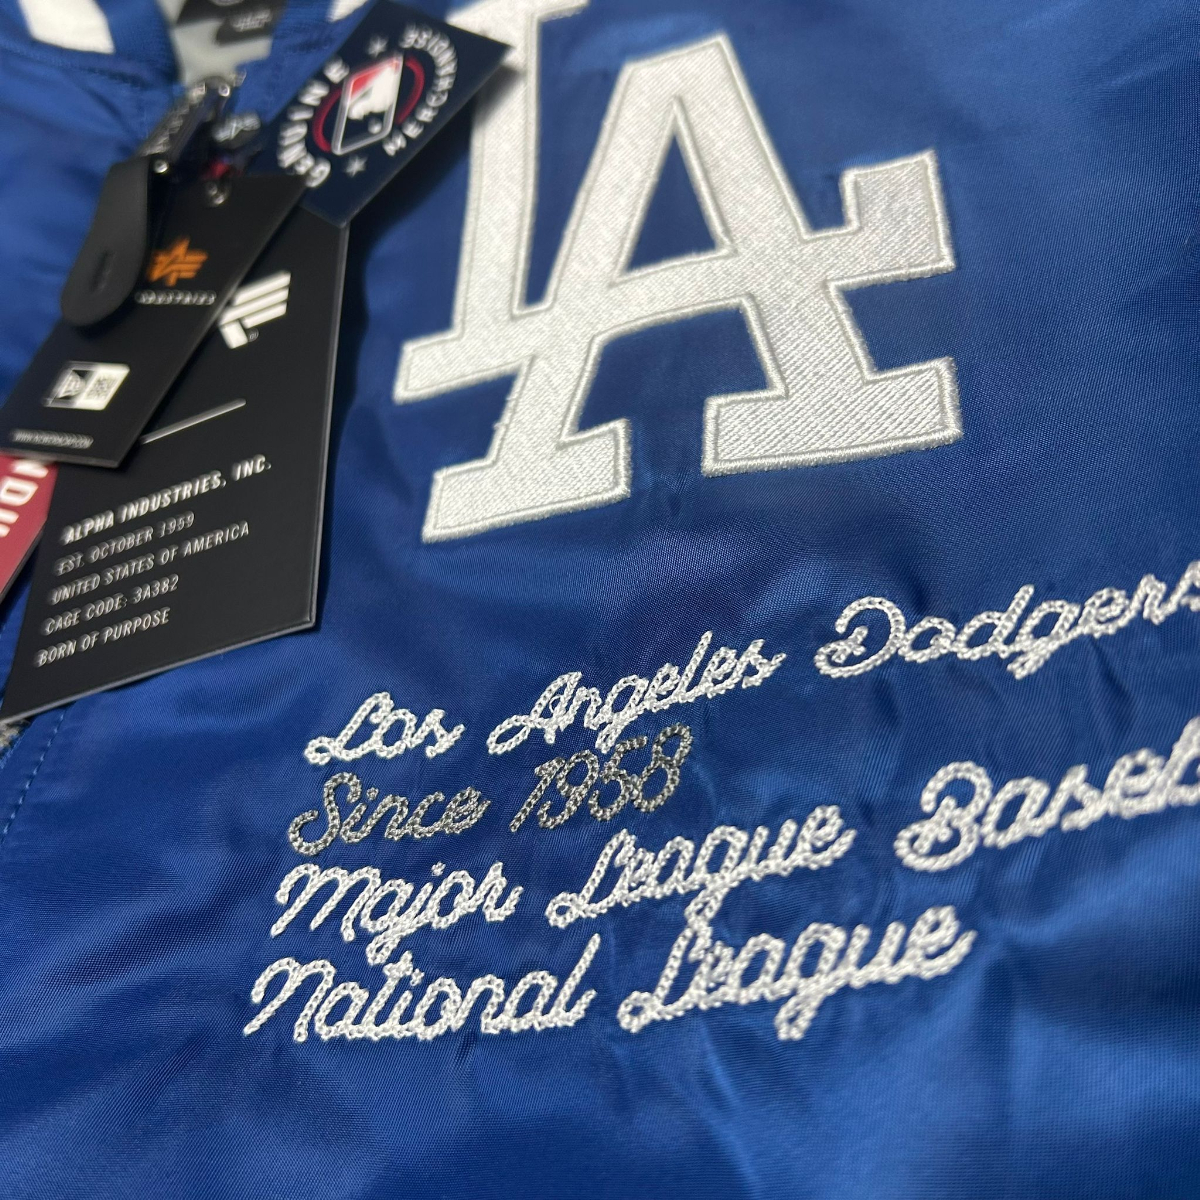 GENUINE MERCHANDISE
LA
INDUSTRIES
ALPHA INDUSTRIES, INC.
EST. OCTOBER 1959
UNITED STATES OF AMERICA
CAGE CODE: 3A382
BORN OF PURPOSE
Los Angeles Dodgers
Since 1958
Major League Baseb
National League